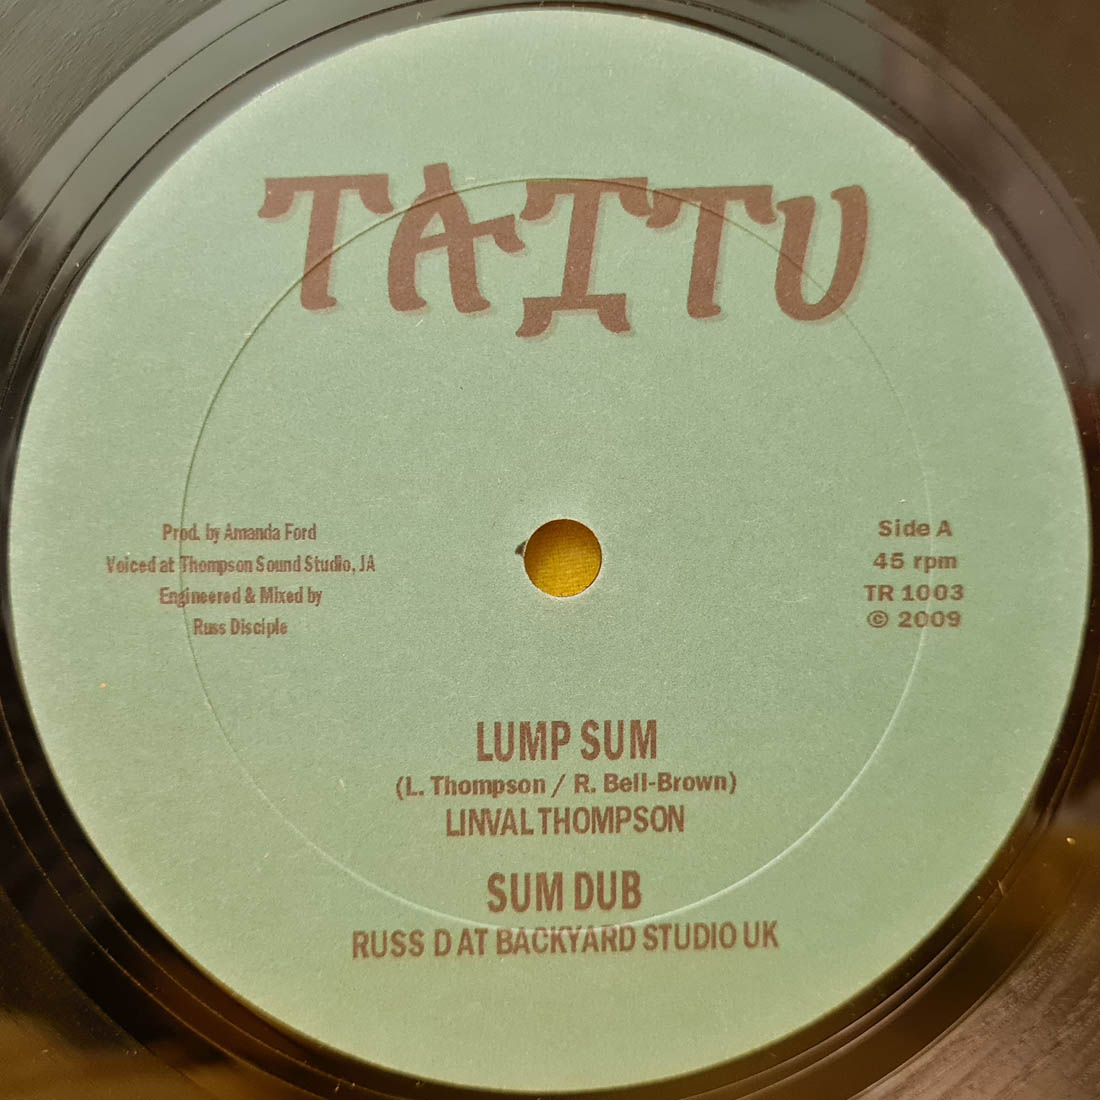 TAITU
Prod. by Amanda Ford
Voiced at Thompson Sound Studio, JA
Engineered & Mixed by
Russ Disciple
Side A
45 rpm
TR 1003
© 2009
LUMP SUM
(L. Thompson / R. Bell-Brown)
LINVAL THOMPSON
SUM DUB
RUSS D AT BACKYARD STUDIO UK